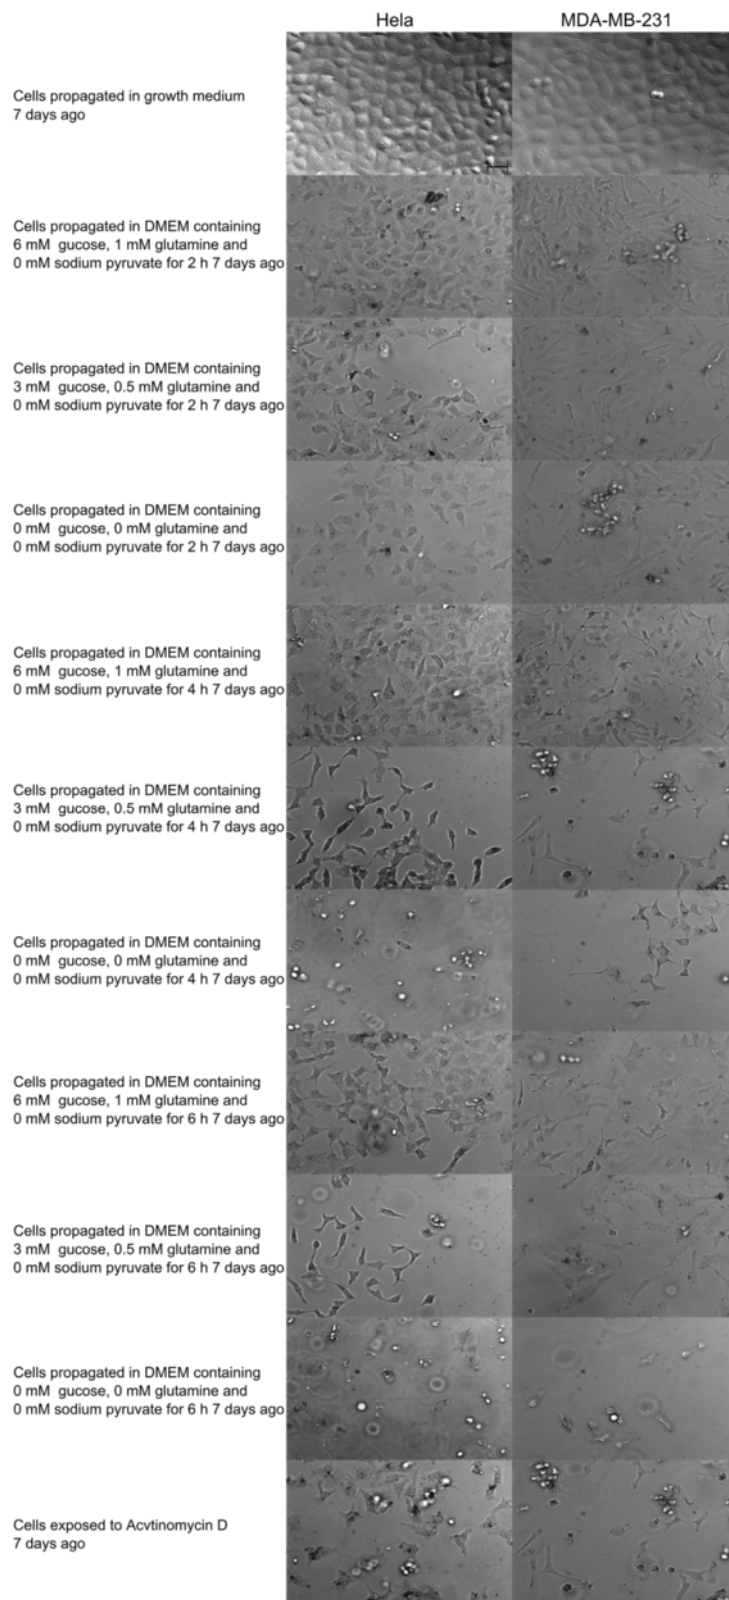 Hela MDA-MB-231
Cells propagated in growth medium
7 days ago
Cells propagated in DMEM containing
6 mM gucose, 1 mM glutamine and
0 mM sodium pyruvate for 2 h 7 days ago
Cells propagated in DMEM containing
3 mM gucose, 0.5 mM glutamine and
0 mM sodium pyruvate for 2 h 7 days ago
Cells propagated in DMEM containing
0 mM gucose, 0 mM glutamine and
0 mM sodium pyruvate for 2 h 7 days ago
Cells propagated in DMEM containing
6 mM gucose, 1 mM glutamine and
0 mM sodium pyruvate for 4 h 7 days ago
Cells propagated in DMEM containing
3 mM gucose, 0.5 mM glutamine and
0 mM sodium pyruvate for 4 h 7 days ago
Cells propagated in DMEM containing
0 mM gucose, 0 mM glutamine and
0 mM sodium pyruvate for 4 h 7 days ago
Cells propagated in DMEM containing
6 mM gucose, 1 mM glutamine and
0 mM sodium pyruvate for 6 h 7 days ago
Cells propagated in DMEM containing
3 mM gucose, 0.5 mM glutamine and
0 mM sodium pyruvate for 6 h 7 days ago
Cells propagated in DMEM containing
0 mM gucose, 0 mM glutamine and
0 mM sodium pyruvate for 6 h 7 days ago
Cells exposed to Acvtinomycin D
7 days ago